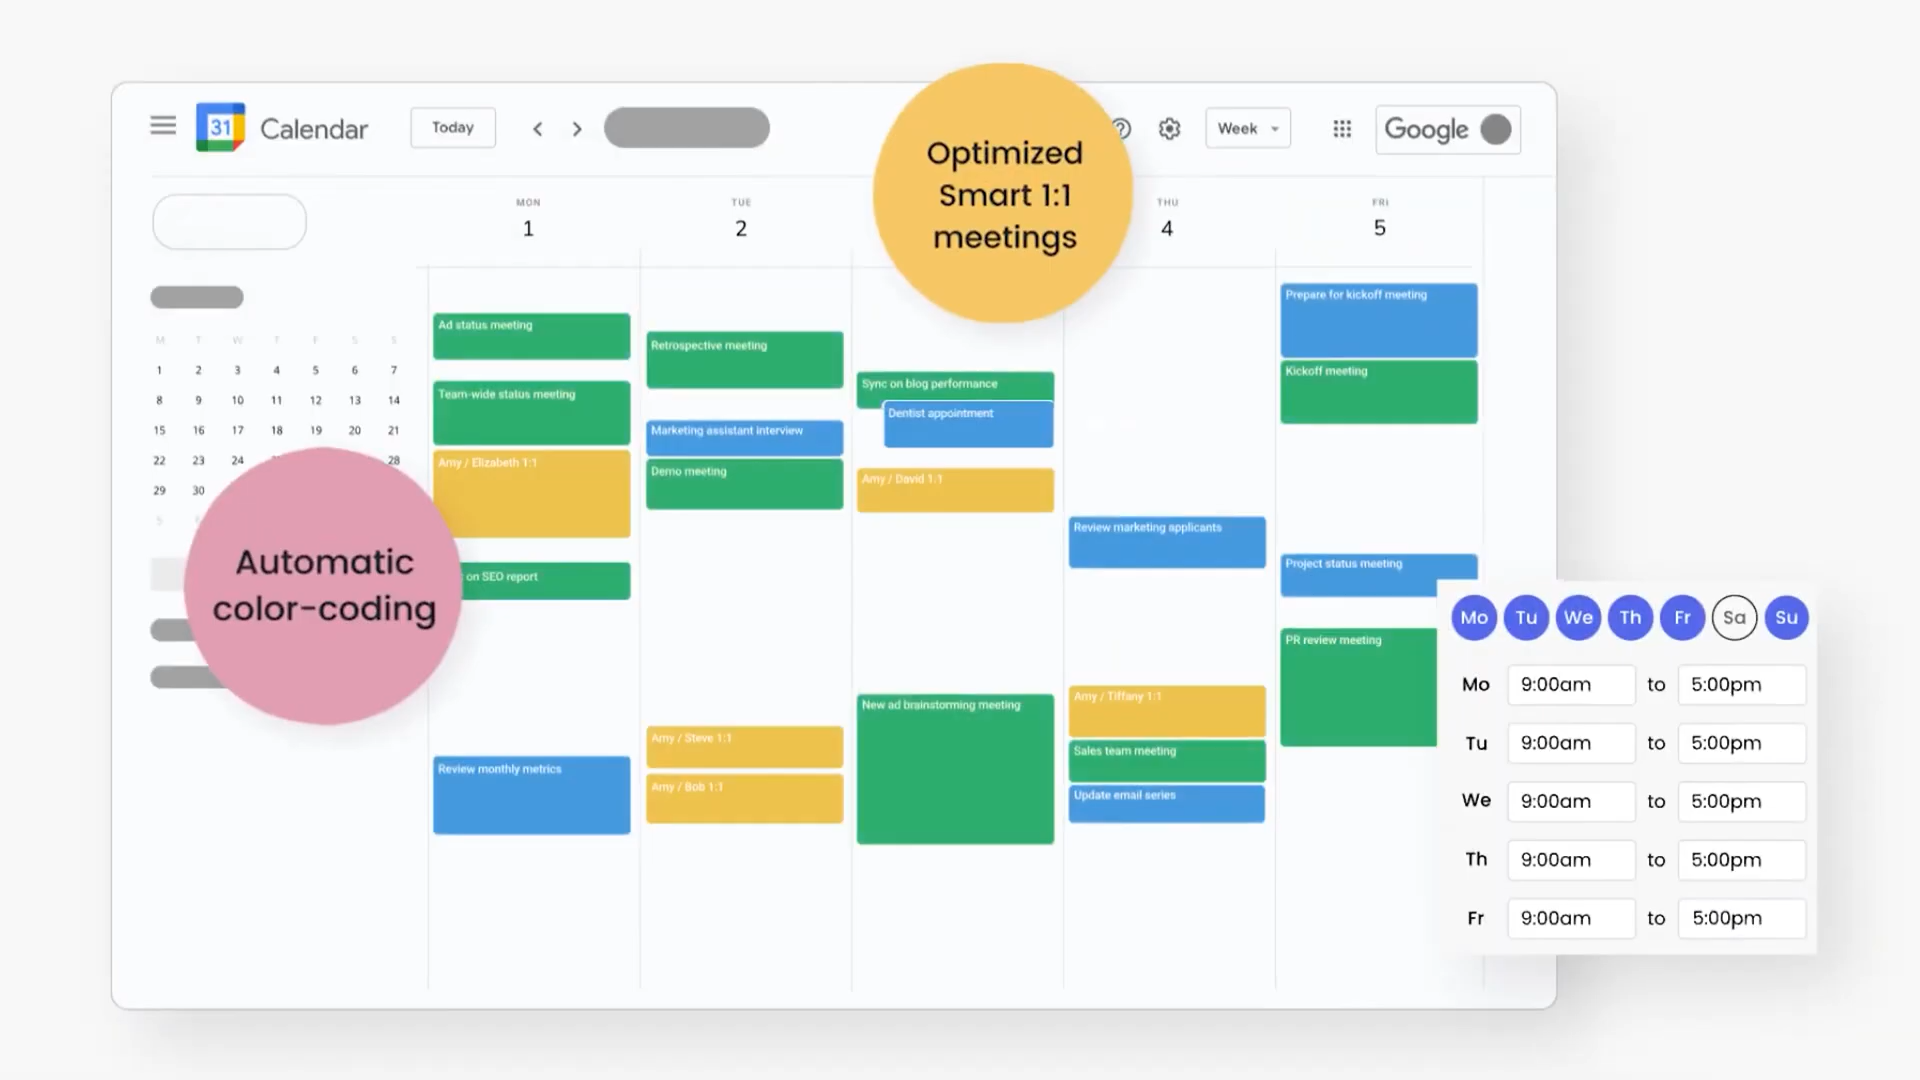 31 Calendar
Today
Week
Google
Optimized
Smart 1:1
meetings
MON
1
TUE
2
THU
4
FRI
5
M T W T F S S
1 2 3 4 5 6 7
8 9 10 11 12 13 14
15 16 17 18 19 20 21
22 23 24 28
29 30
S
Automatic
color-coding
Ad status meeting
Team-wide status meeting
Amy / Elizabeth 1:1
on SEO report
Review monthly metrics
Retrospective meeting
Marketing assistant interview
Demo meeting
Amy / Steve 1:1
Amy / Bob 1:1
Sync on blog performance
Dentist appointment
Amy / David 1:1
New ad brainstorming meeting
Review marketing applicants
Amy / Tiffany 1:1
Sales team meeting
Update email series
Prepare for kickoff meeting
Kickoff meeting
Project status meeting
PR review meeting
Mo Tu We Th Fr Sa Su
Mo 9:00am to 5:00pm
Tu 9:00am to 5:00pm
We 9:00am to 5:00pm
Th 9:00am to 5:00pm
Fr 9:00am to 5:00pm